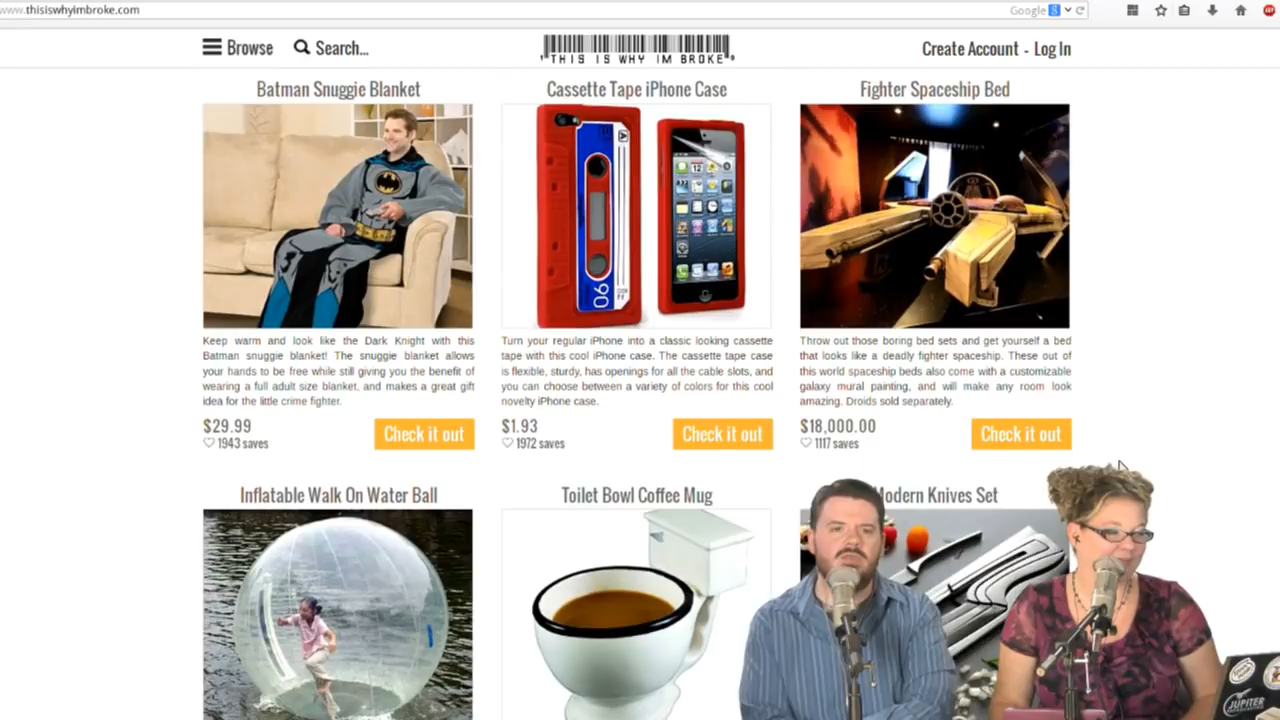 www.thisiswhyimbroke.com
Google
Browse
Search...
THIS IS WHY IM BROKE
Create Account - Log In
Batman Snuggie Blanket
Cassette Tape iPhone Case
Fighter Spaceship Bed
A
06
Keep warm and look like the Dark Knight with this
Batman snuggie blanket! The snuggie blanket allows
your hands to be free while still giving you the benefit of
wearing a full adult size blanket, and makes a great gift
idea for the little crime fighter.
Turn your regular iPhone into a classic looking cassette
tape with this cool iPhone case. The cassette tape case
is flexible, sturdy, has openings for all the cable slots, and
you can choose between a variety of colors for this cool
novelty iPhone case.
Throw out those boring bed sets and get yourself a bed
that looks like a deadly fighter spaceship. These out of
this world spaceship beds also come with a customizable
galaxy mural painting, and will make any room look
amazing. Droids sold separately.
$29.99
1943 saves
Check it out
$1.93
1972 saves
Check it out
$18,000.00
1117 saves
Check it out
Inflatable Walk On Water Ball
Toilet Bowl Coffee Mug
Modern Knives Set
JUPITER